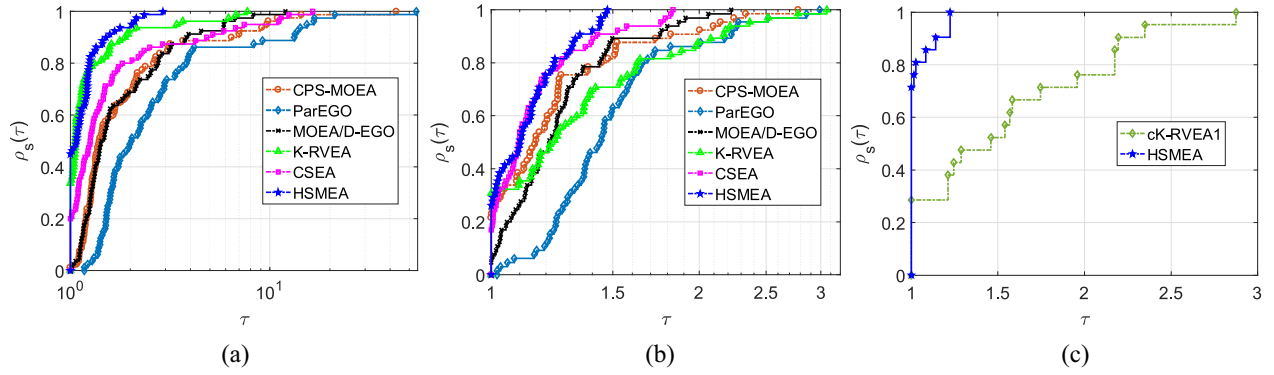 ρs(τ)
1
0.8
0.6
0.4
0.2
0
10^0
10^1
τ
CPS-MOEA
ParEGO
MOEA/D-EGO
K-RVEA
CSEA
HSMEA
(a)
ρs(τ)
1
0.8
0.6
0.4
0.2
0
1
1.5
2
2.5
3
τ
CPS-MOEA
ParEGO
MOEA/D-EGO
K-RVEA
CSEA
HSMEA
(b)
ρs(τ)
1
0.8
0.6
0.4
0.2
0
1
1.5
2
2.5
3
τ
cK-RVEA1
HSMEA
(c)